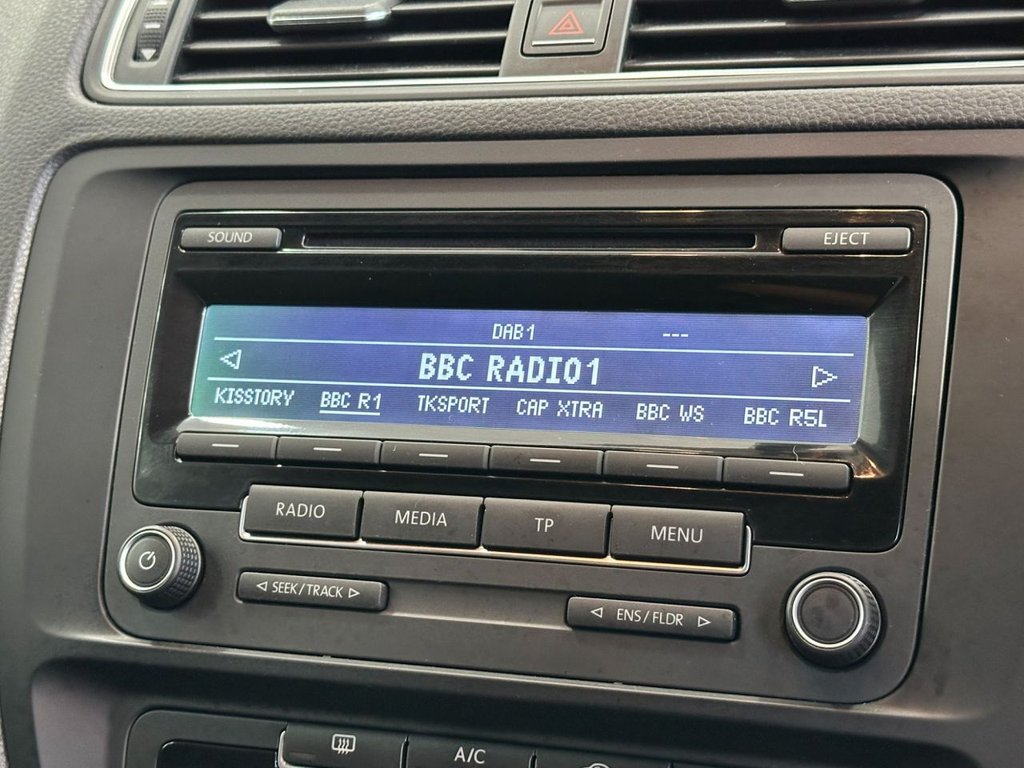 SOUND EJECT
DAB1 ---
BBC RADIO1
KISSTORY BBC R1 TKSPORT CAP XTRA BBC WS BBC R5L
RADIO MEDIA TP MENU
SEEK/TRACK ENS/FLDR
A/C